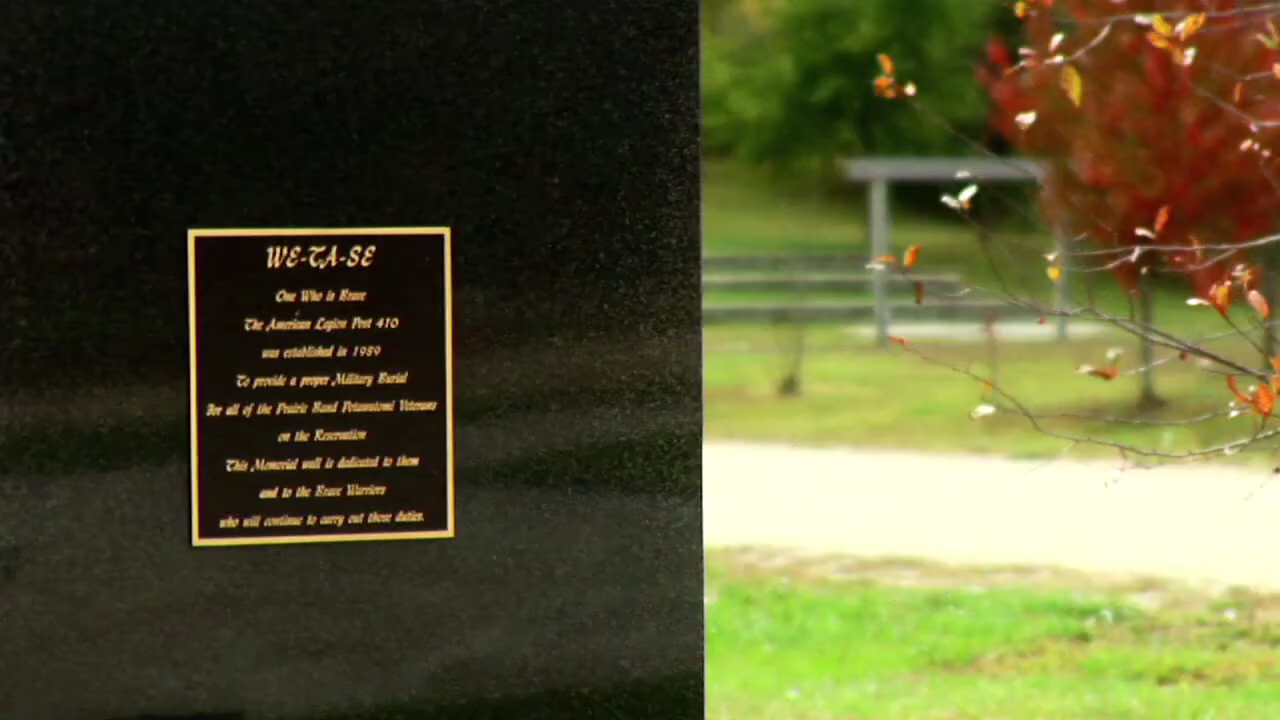 WE-TA-SE
One Who is Brave
The American Legion Post 410
was established in 1989
To provide a proper Military Burial
For all of the Prairie Band Potawatomi Veterans
on the Reservation
This Memorial wall is dedicated to them
and to the Brave Warriors
who will continue to carry out those duties.